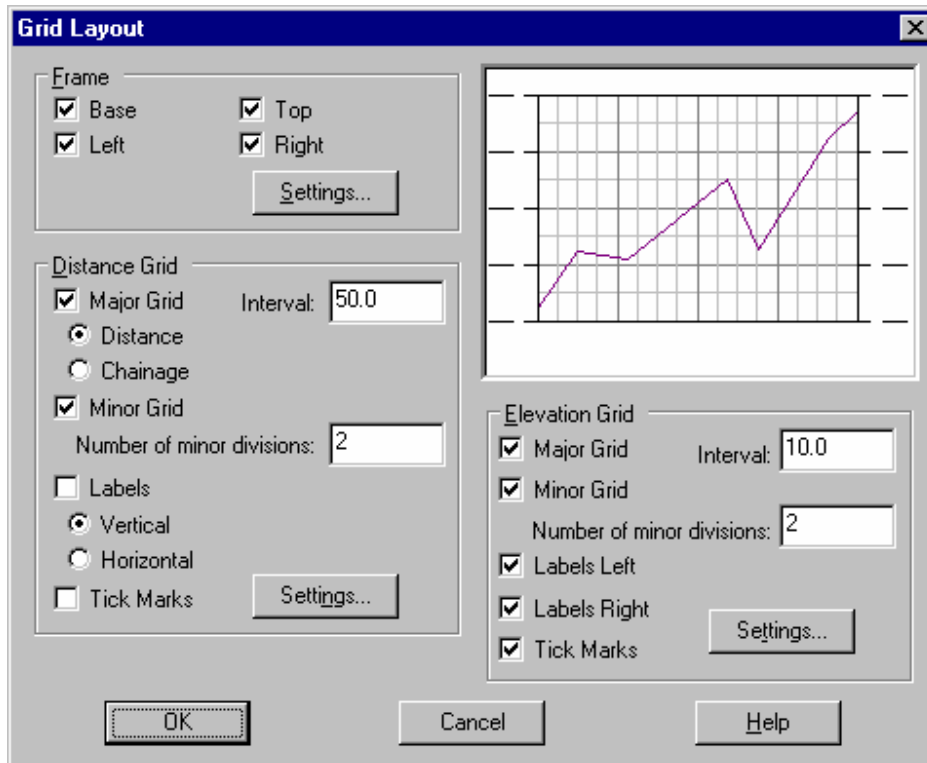 Grid Layout
Frame
Base
Top
Left
Right
Settings...
Distance Grid
Major Grid
Interval:
50.0
Distance
Chainage
Minor Grid
Number of minor divisions:
2
Labels
Vertical
Horizontal
Tick Marks
Settings...
Elevation Grid
Major Grid
Interval:
10.0
Minor Grid
Number of minor divisions:
2
Labels Left
Labels Right
Settings...
Tick Marks
OK
Cancel
Help